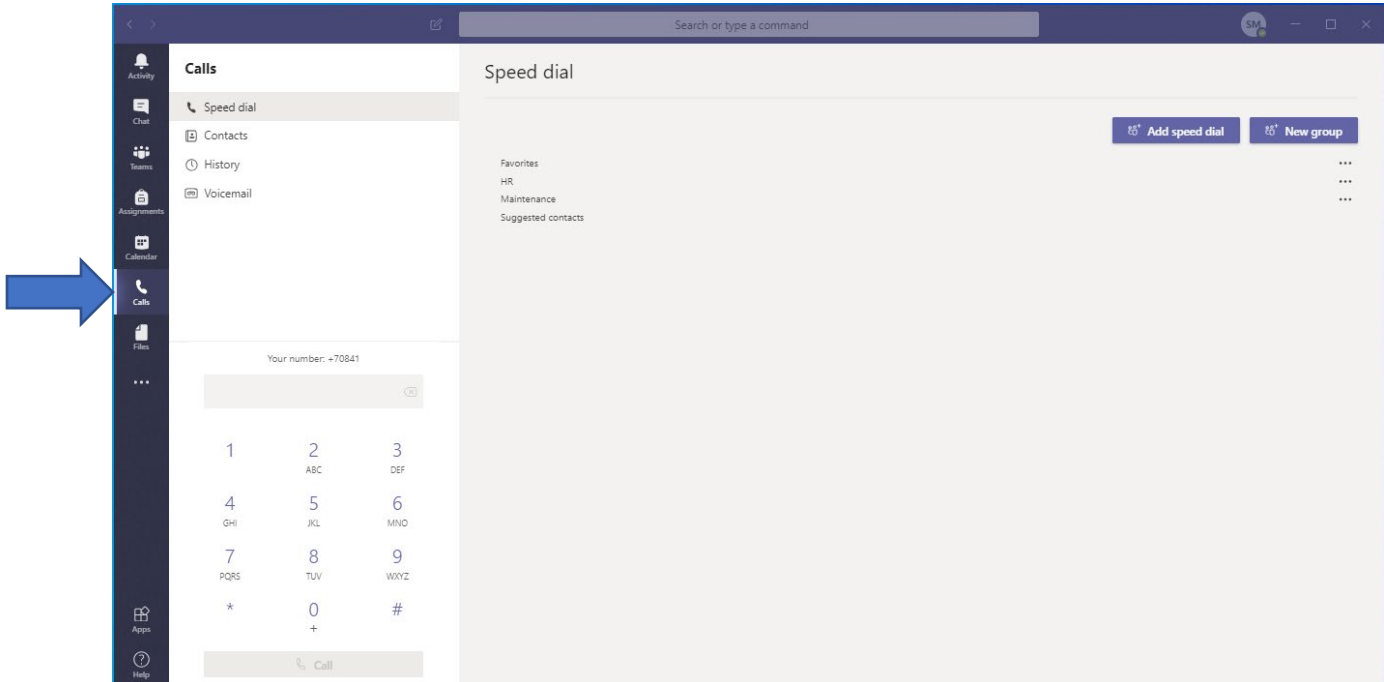 Search or type a command
SM
Activity
Chat
Teams
Assignments
Calendar
Calls
Files
Apps
Help
Calls
Speed dial
Contacts
History
Voicemail
Your number: +70841
1
2
ABC
3
DEF
4
GHI
5
JKL
6
MNO
7
PQRS
8
TUV
9
WXYZ
*
0
+
#
Call
Speed dial
Add speed dial
New group
Favorites
HR
Maintenance
Suggested contacts